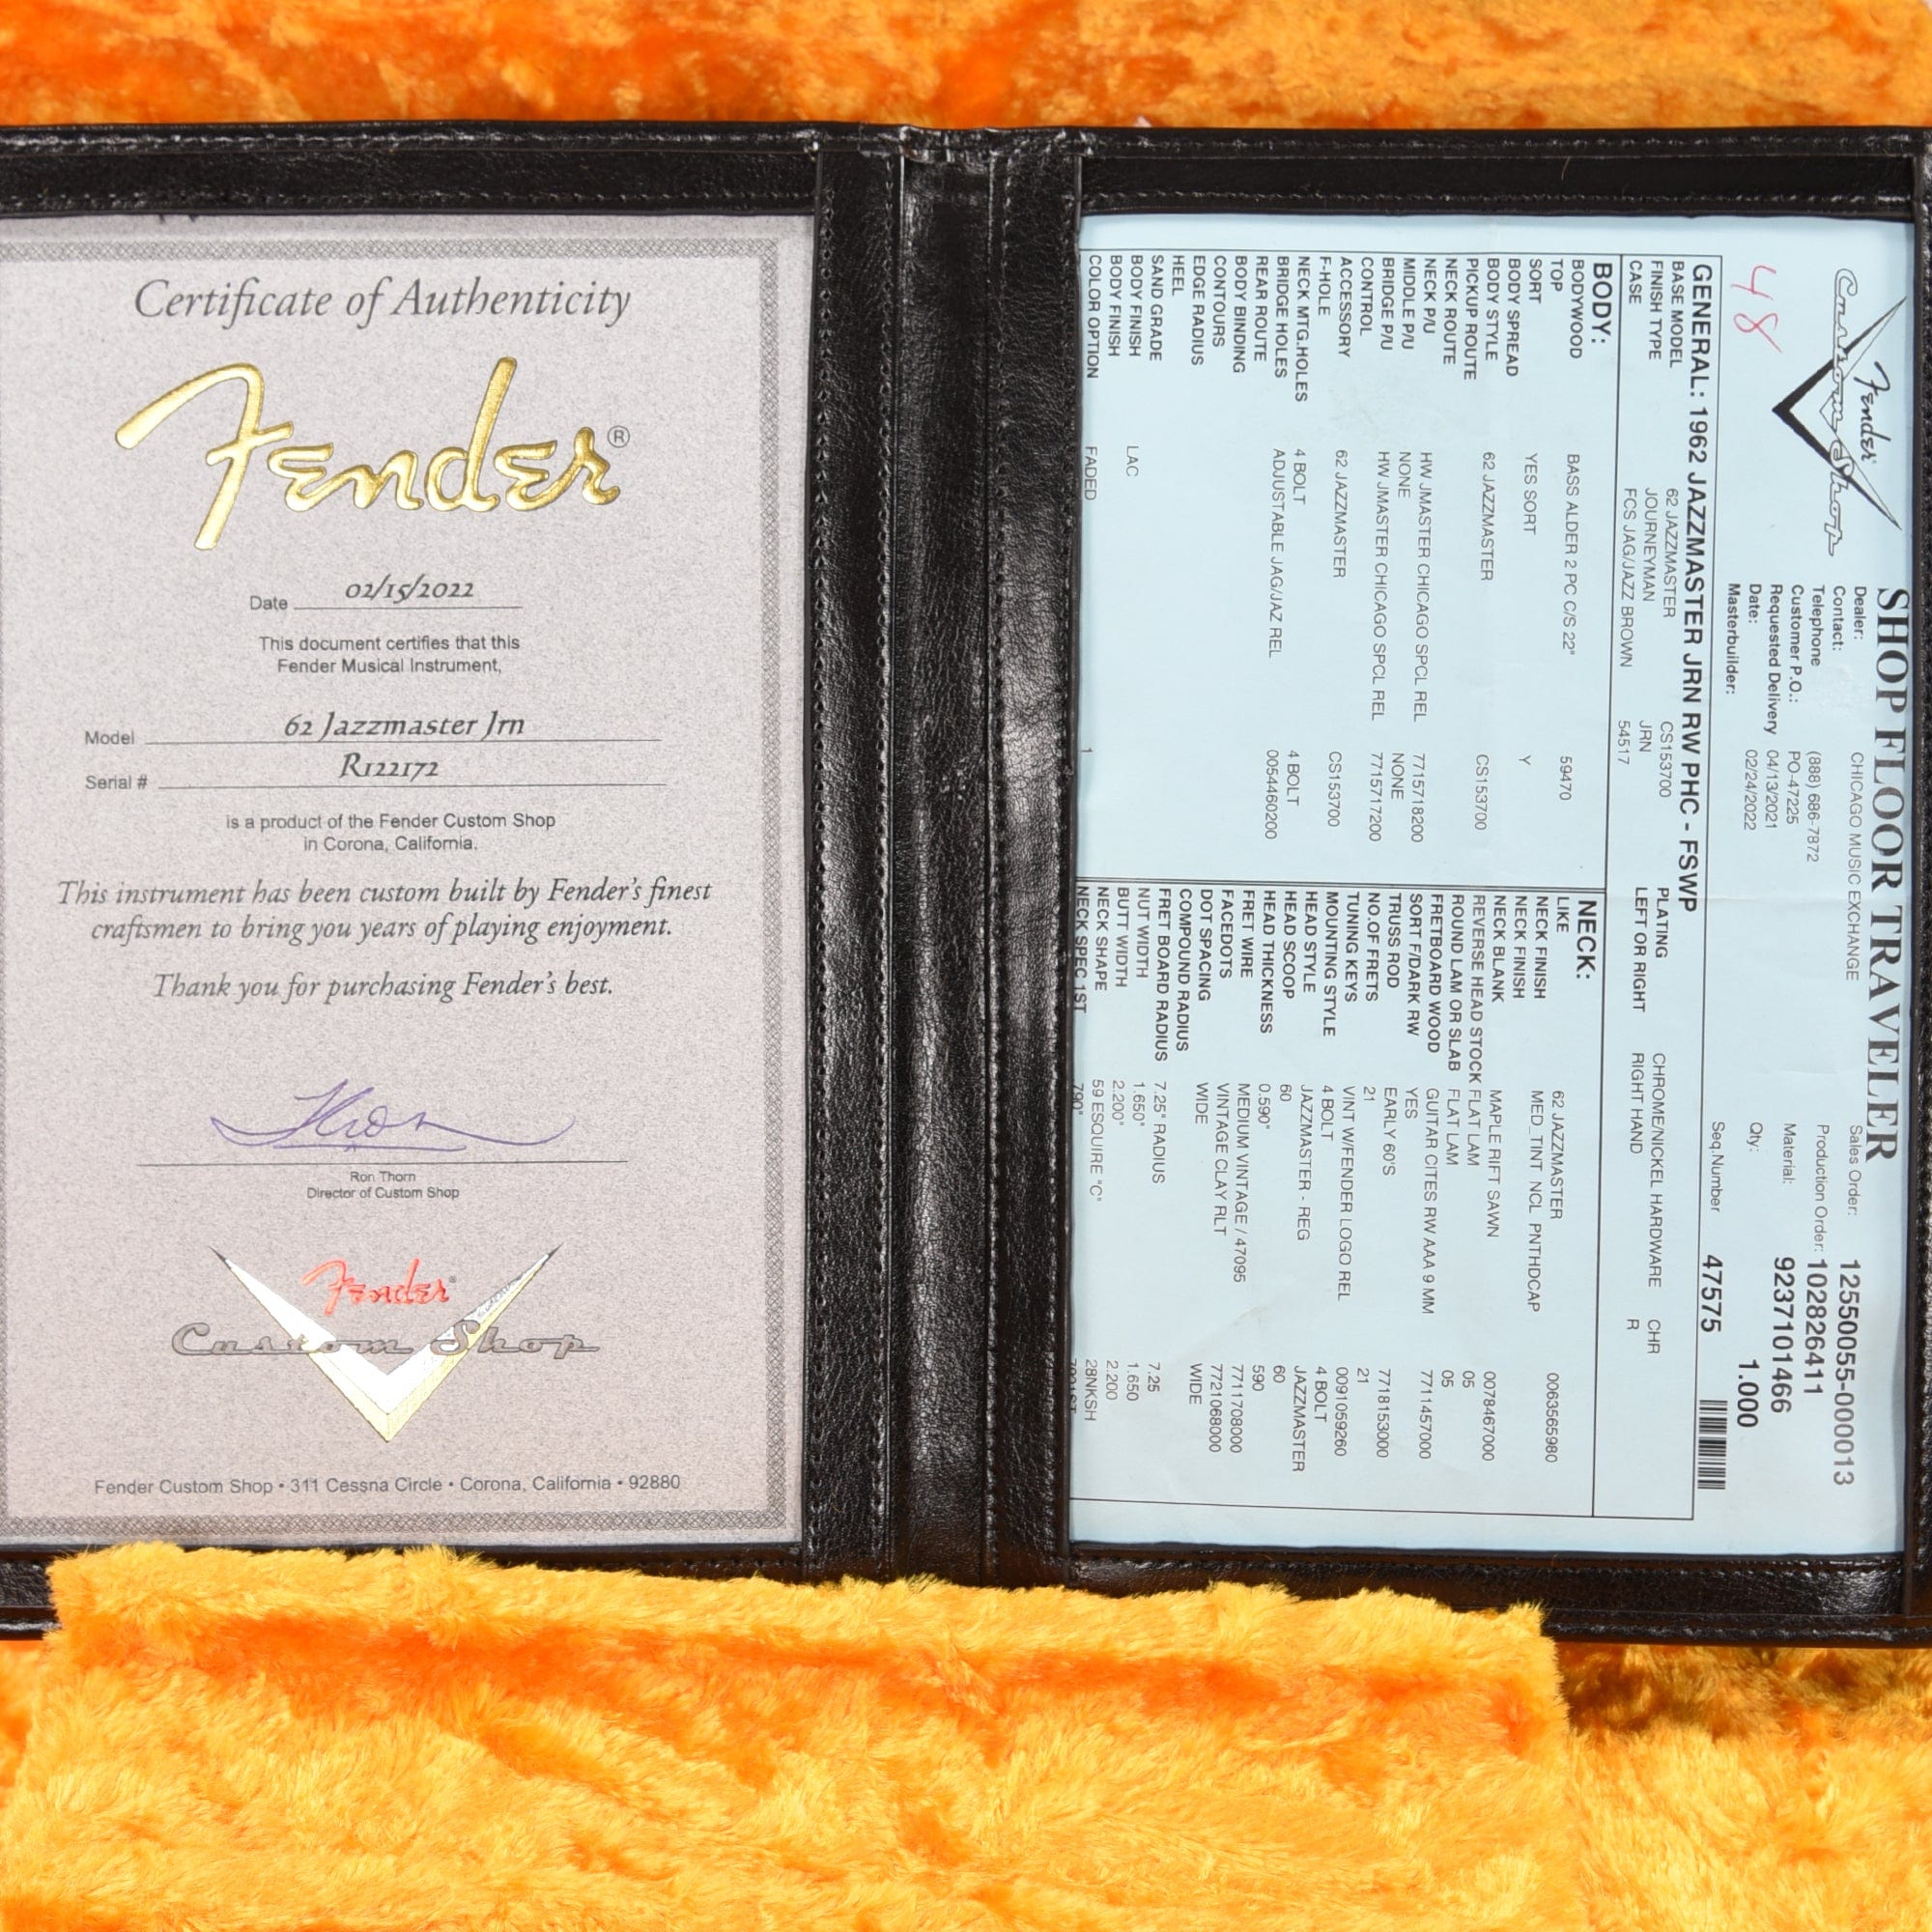 Certificate of Authenticity
Fender®
Date 02/15/2022
This document certifies that this
Fender Musical Instrument,
Model 62 Jazzmaster Jrn
Serial # R122172
is a product of the Fender Custom Shop
in Corona, California.
This instrument has been custom built by Fender's finest
craftsmen to bring you years of playing enjoyment.
Thank you for purchasing Fender's best.
Ron Thorn
Director of Custom Shop
Fender®
Custom Shop
Fender Custom Shop • 311 Cessna Circle • Corona, California • 92880
Fender
Custom Shop
48
SHOP FLOOR TRAVELER
Dealer: CHICAGO MUSIC EXCHANGE
Contact:
Telephone (888) 686-7872
Customer P.O.: PO-47225
Requested Delivery 04/13/2021
Date: 02/24/2022
Masterbuilder:
Sales Order: 12550055-000013
Production Order: 102826411
Material: 9237101466
Qty: 1.000
Seq.Number 47575
GENERAL: 1962 JAZZMASTER JRN RW PHC - FSWP
BASE MODEL 62 JAZZMASTER CS153700 PLATING CHROME/NICKEL HARDWARE CHR
FINISH TYPE JOURNEYMAN JRN LEFT OR RIGHT RIGHT HAND R
CASE FCS JAG/JAZZ BROWN 54517
BODY:
BODYWOOD BASS ALDER 2 PC C/S 22" 59470
TOP
SORT YES SORT Y
BODY SPREAD
BODY STYLE 62 JAZZMASTER CS153700
PICKUP ROUTE
NECK ROUTE
NECK P/U HW JMASTER CHICAGO SPCL REL 7715718200
MIDDLE P/U NONE NONE
BRIDGE P/U HW JMASTER CHICAGO SPCL REL 7715717200
CONTROL
ACCESSORY 62 JAZZMASTER CS153700
F-HOLE
NECK MTG.HOLES 4 BOLT 4 BOLT
BRIDGE HOLES ADJUSTABLE JAG/JAZ REL 0054460200
REAR ROUTE
BODY BINDING
CONTOURS
EDGE RADIUS
HEEL
SAND GRADE
BODY FINISH LAC
BODY FINISH
COLOR OPTION FADED 1
NECK:
LIKE 62 JAZZMASTER
NECK FINISH MED_TINT NCL PNTHDCAP 0063565980
NECK FINISH
NECK BLANK MAPLE RIFT SAWN 0078467000
REVERSE HEAD STOCK FLAT LAM 05
ROUND LAM OR SLAB FLAT LAM 05
FRETBOARD WOOD GUITAR CITES RW AAA 9 MM 7711457000
SORT F/DARK RW YES
TRUSS ROD EARLY 60'S 7718153000
NO.OF FRETS 21 21
TUNING KEYS VINT W/FENDER LOGO REL 0091059260
MOUNTING STYLE 4 BOLT 4 BOLT
HEAD STYLE JAZZMASTER - REG JAZZMASTER
HEAD SCOOP 60 60
HEAD THICKNESS 0.590" 590
FRET WIRE MEDIUM VINTAGE / 47095 7711708000
FACEDOTS VINTAGE CLAY RLT 7721068000
DOT SPACING WIDE WIDE
COMPOUND RADIUS
FRET BOARD RADIUS 7.25" RADIUS 7.25
NUT WIDTH 1.650" 1.650
BUTT WIDTH 2.200" 2.200
NECK SHAPE 59 ESQUIRE "C" 28NKSH
NECK SPEC 1ST .790"